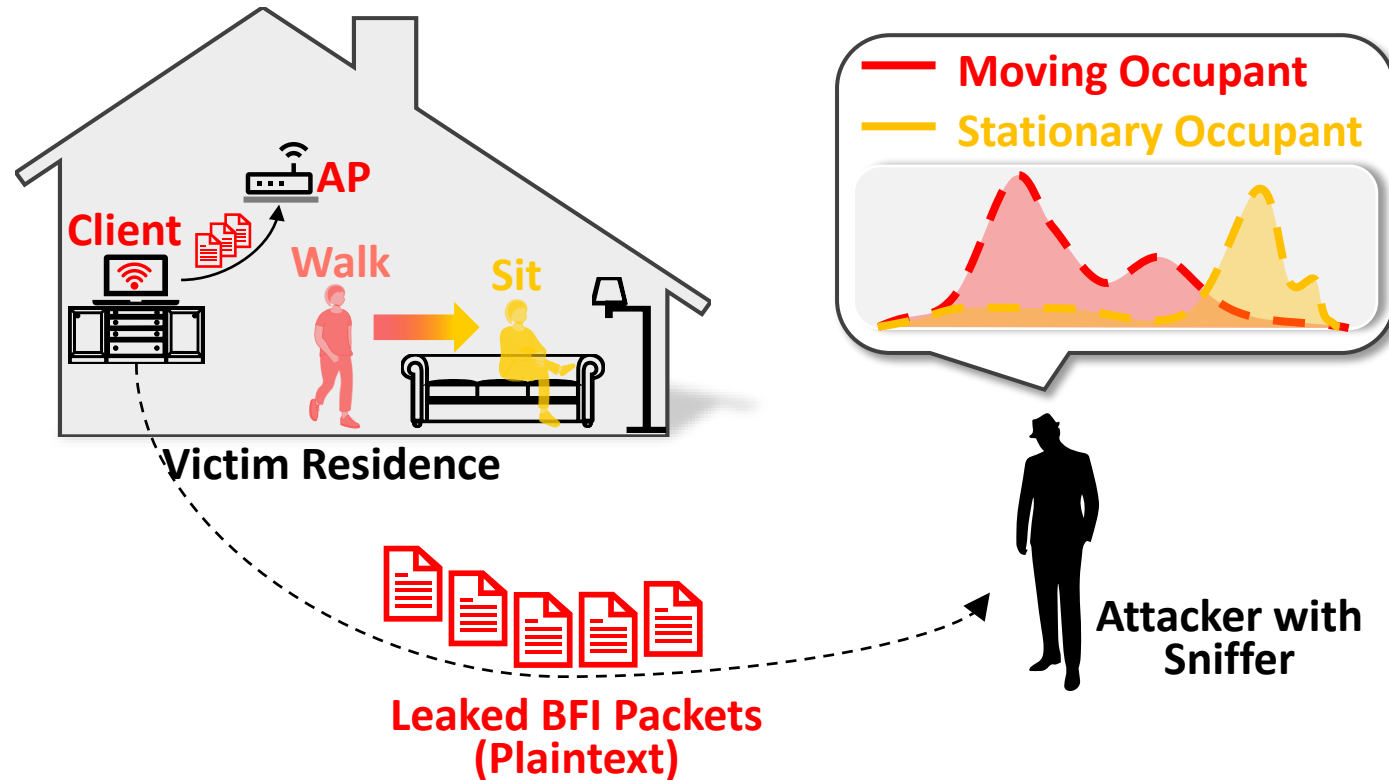 Moving Occupant
Stationary Occupant
AP
Client
Walk
Sit
Victim Residence
Attacker with
Sniffer
Leaked BFI Packets
(Plaintext)